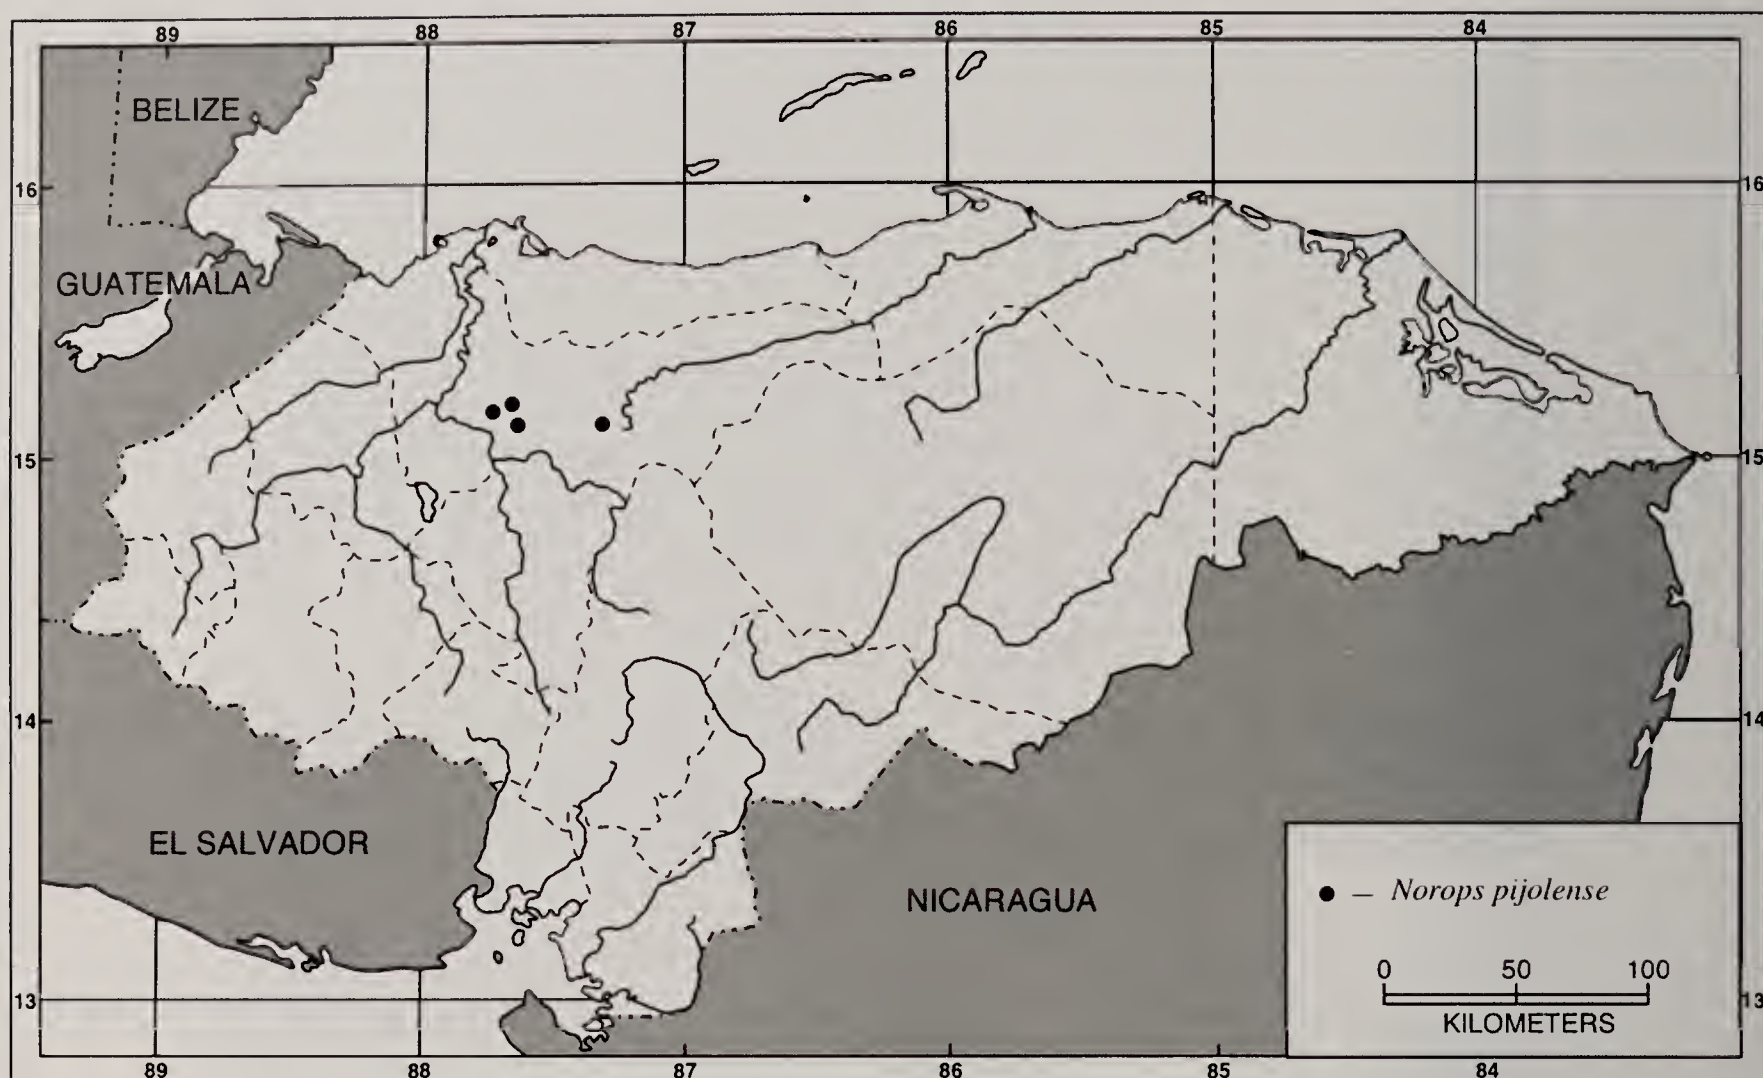 89 88 87 86 85 84
BELIZE
16 16
GUATEMALA
15 15
14 14
EL SALVADOR
NICARAGUA
● – Norops pijolense
0 50 100
KILOMETERS
13 13
89 88 87 86 85 84